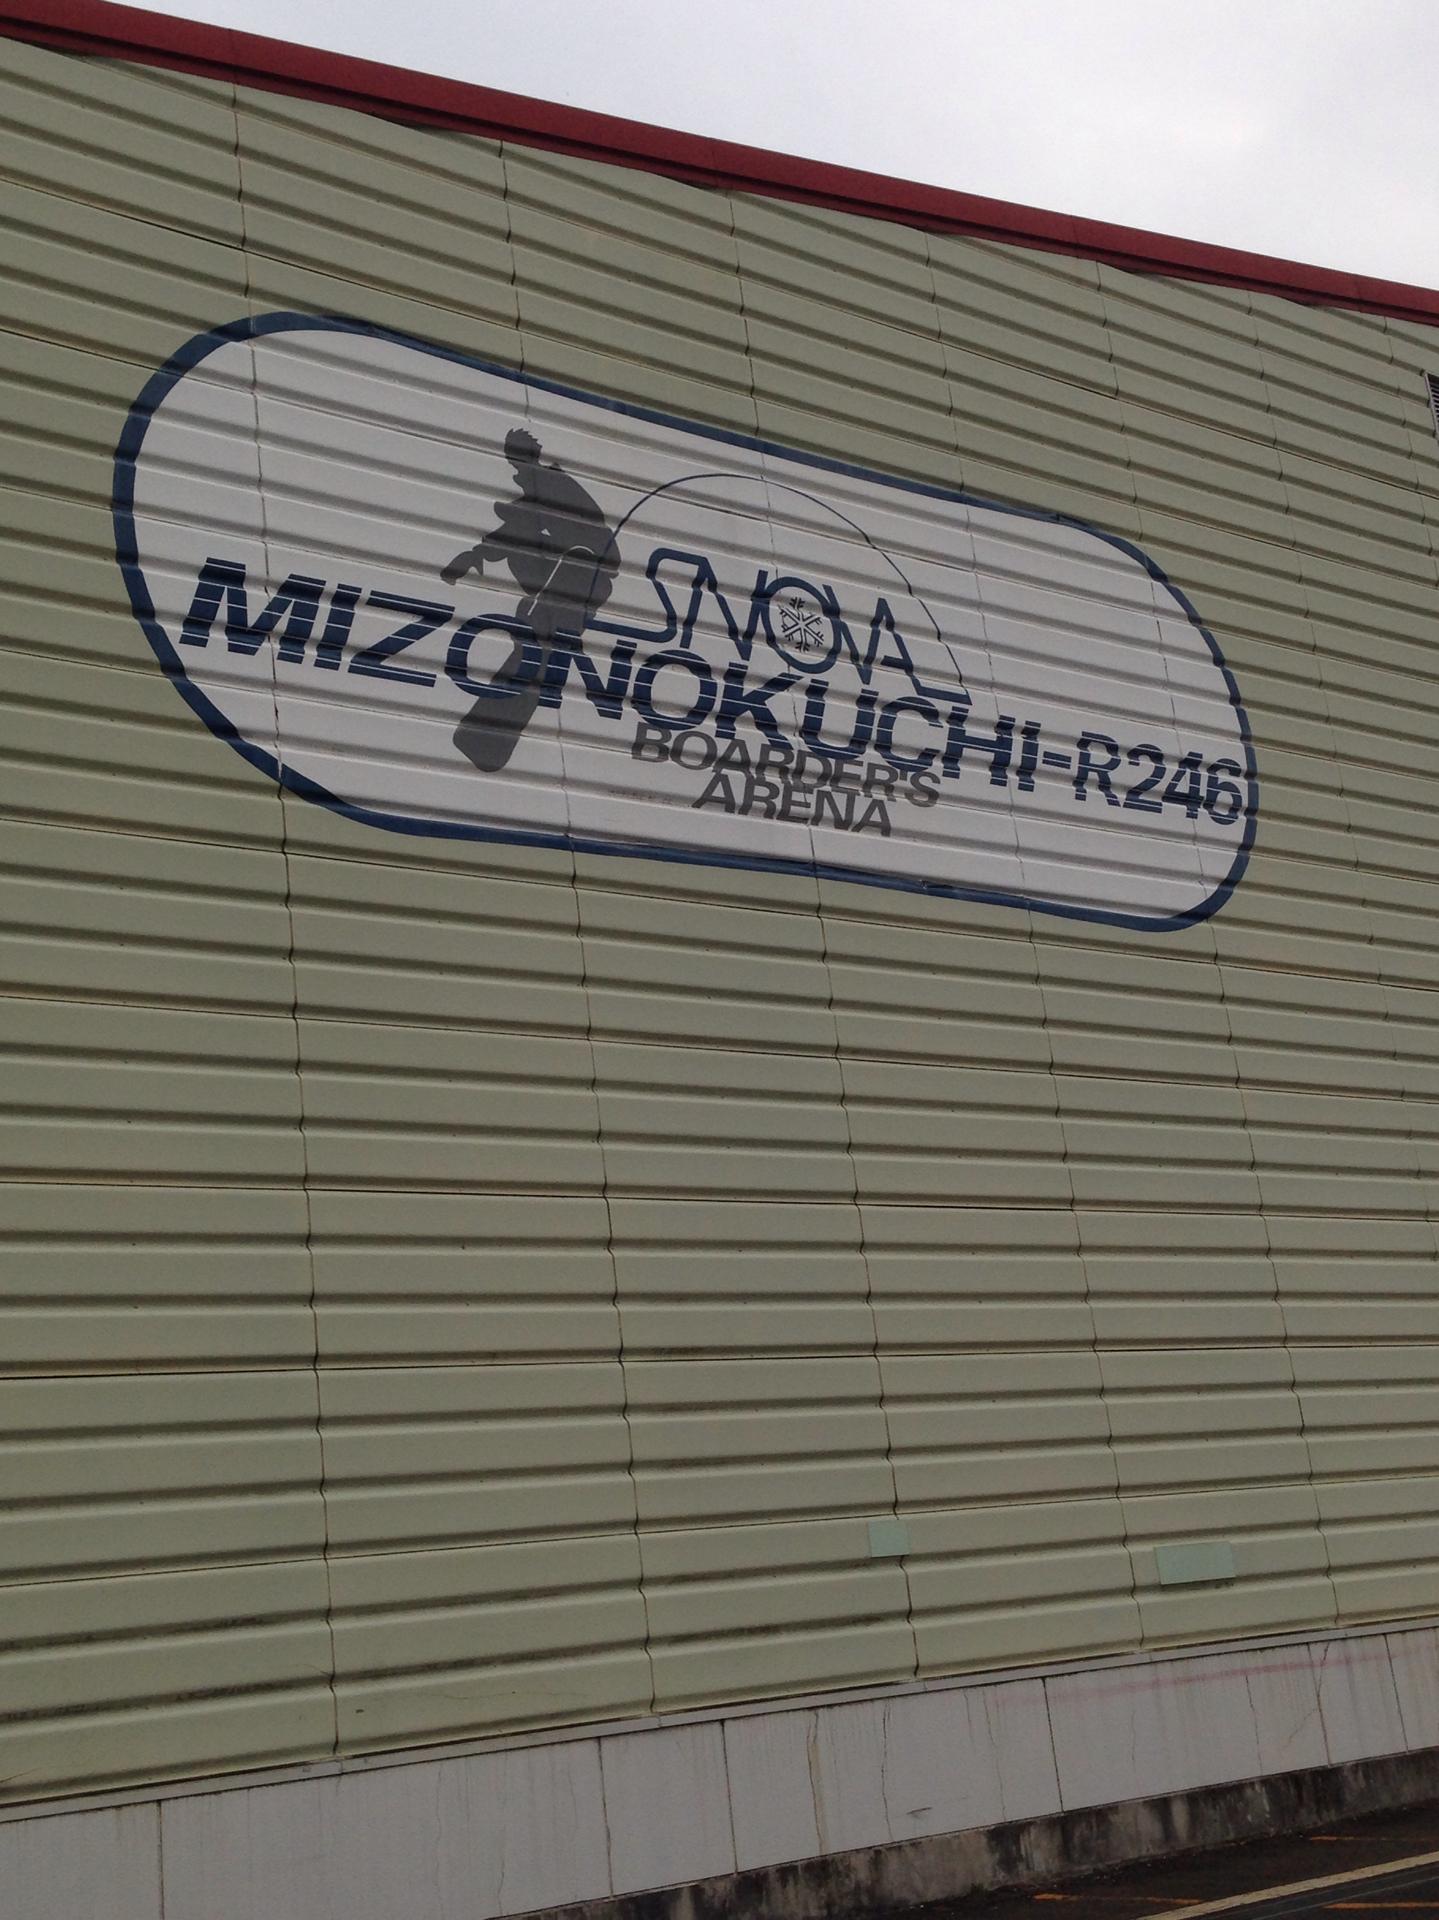 SNOVA
MIZONOKUCHI-R246
BOARDER'S
ARENA